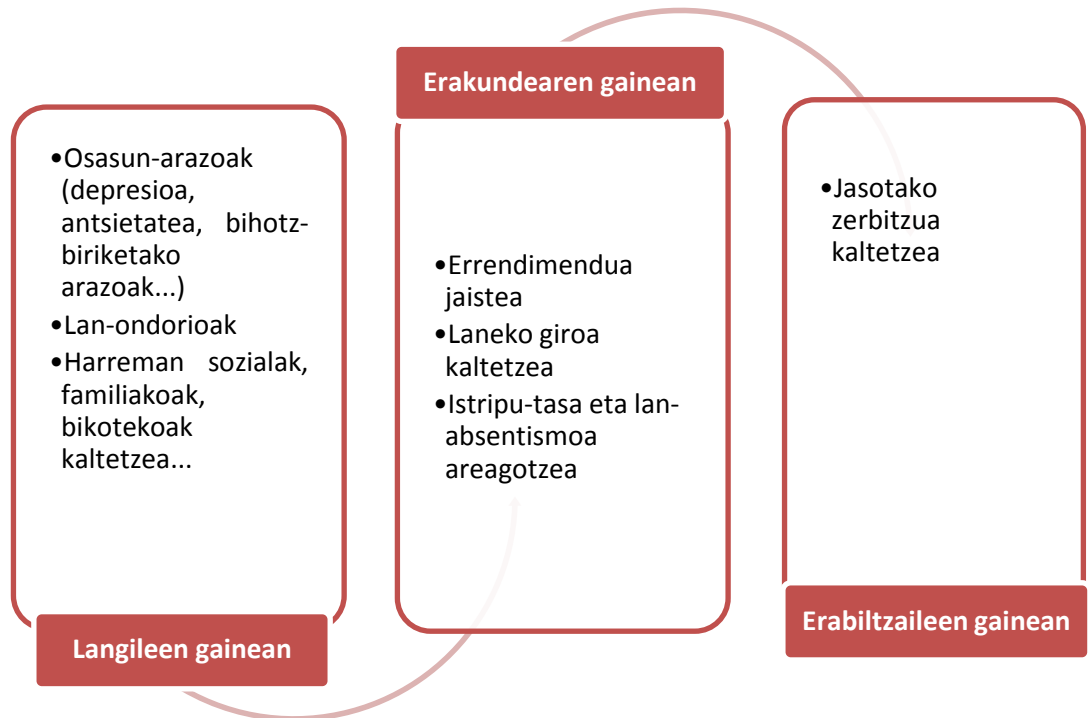 •Osasun-arazoak
(depresioa,
antsietatea, bihotz-
biriketako
arazoak...)
•Lan-ondorioak
•Harreman sozialak,
familiakoak,
bikotekoak
kaltetzea...
Langileen gainean
Erakundearen gainean
•Errendimendua
jaistea
•Laneko giroa
kaltetzea
•Istripu-tasa eta lan-
absentismoa
areagotzea
•Jasotako
zerbitzua
kaltetzea
Erabiltzaileen gainean